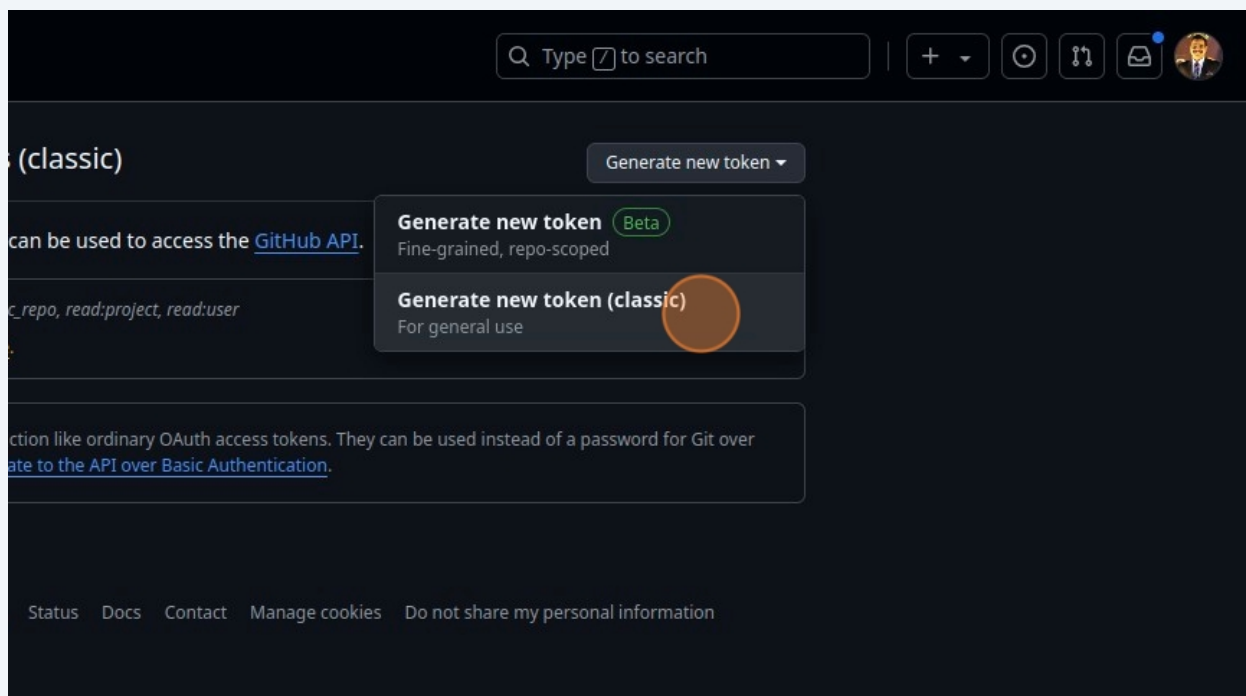 Type / to search
(classic)
Generate new token
Generate new token Beta
Fine-grained, repo-scoped
can be used to access the GitHub API.
Generate new token (classic)
For general use
c_repo, read:project, read:user
ction like ordinary OAuth access tokens. They can be used instead of a password for Git over
ate to the API over Basic Authentication.
Status Docs Contact Manage cookies Do not share my personal information